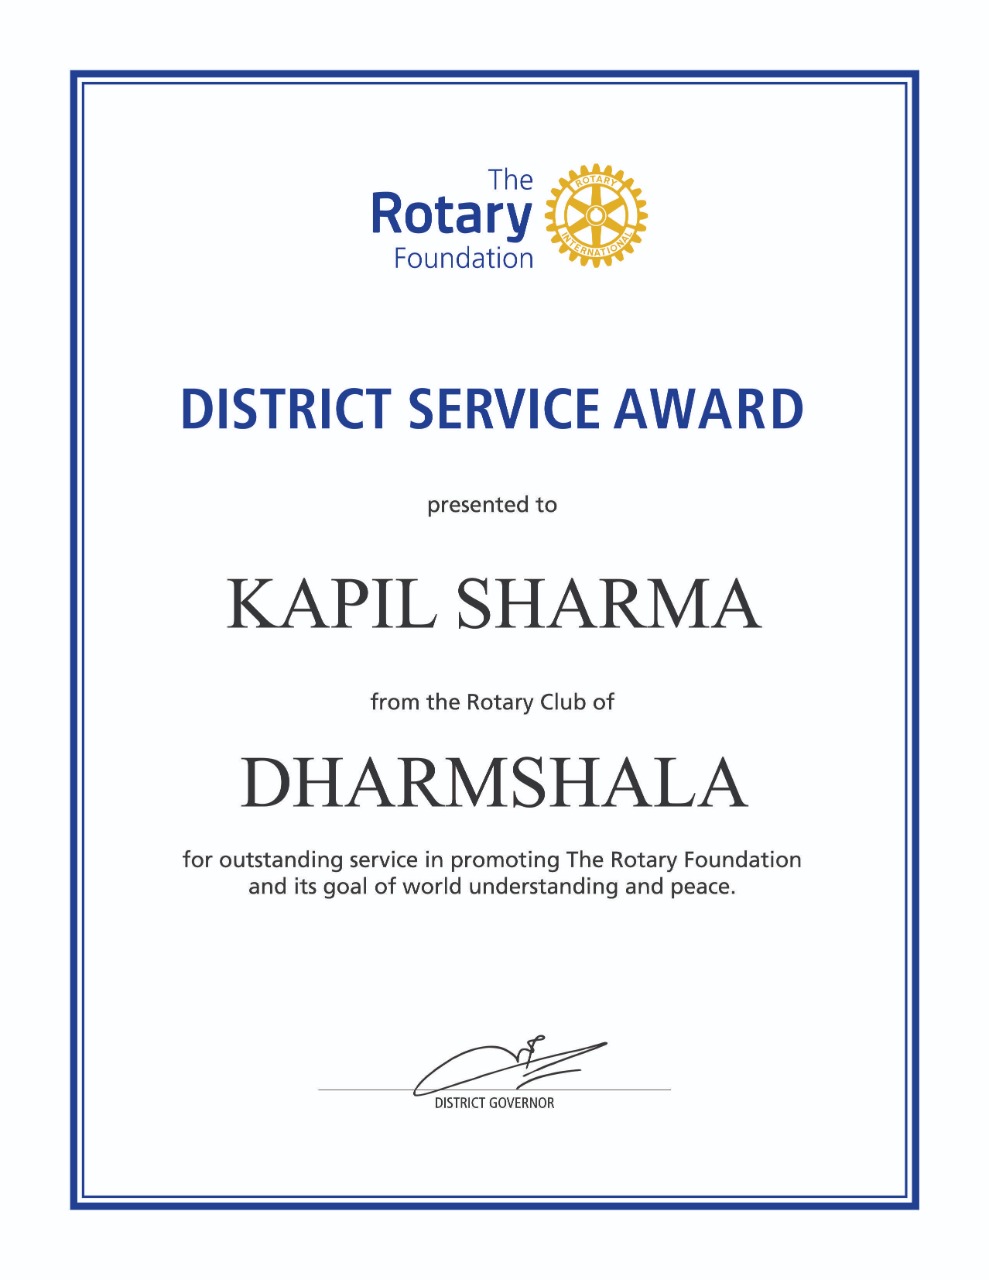 The
Rotary
Foundation
ROTARY
INTERNATIONAL
DISTRICT SERVICE AWARD
presented to
KAPIL SHARMA
from the Rotary Club of
DHARMSHALA
for outstanding service in promoting The Rotary Foundation
and its goal of world understanding and peace.
DISTRICT GOVERNOR